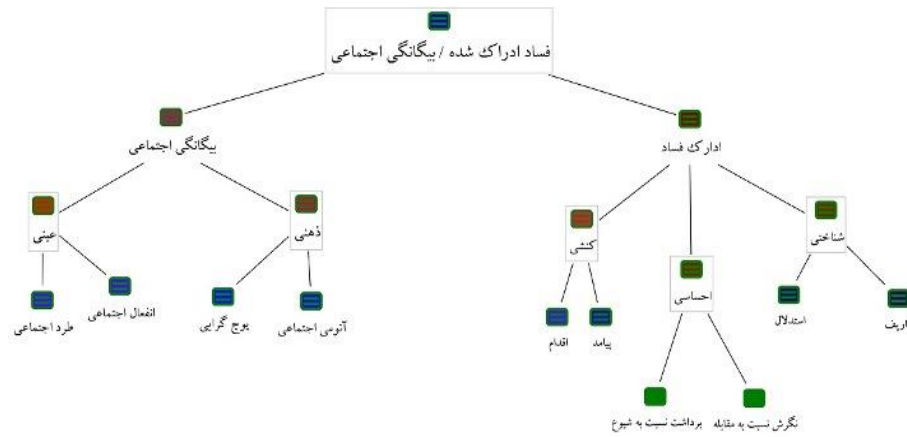 فساد ادراک شده / بیگانگی اجتماعی
ادارک فساد
بیگانگی اجتماعی
شناختی
احساسی
کنشی
ذهنی
عینی
استدلال
پیامد
اقدام
آنومی اجتماعی
پوچ گرایی
انفعال اجتماعی
طرد اجتماعی
نگرش نسبت به مقابله
برداشت نسبت به شیوع